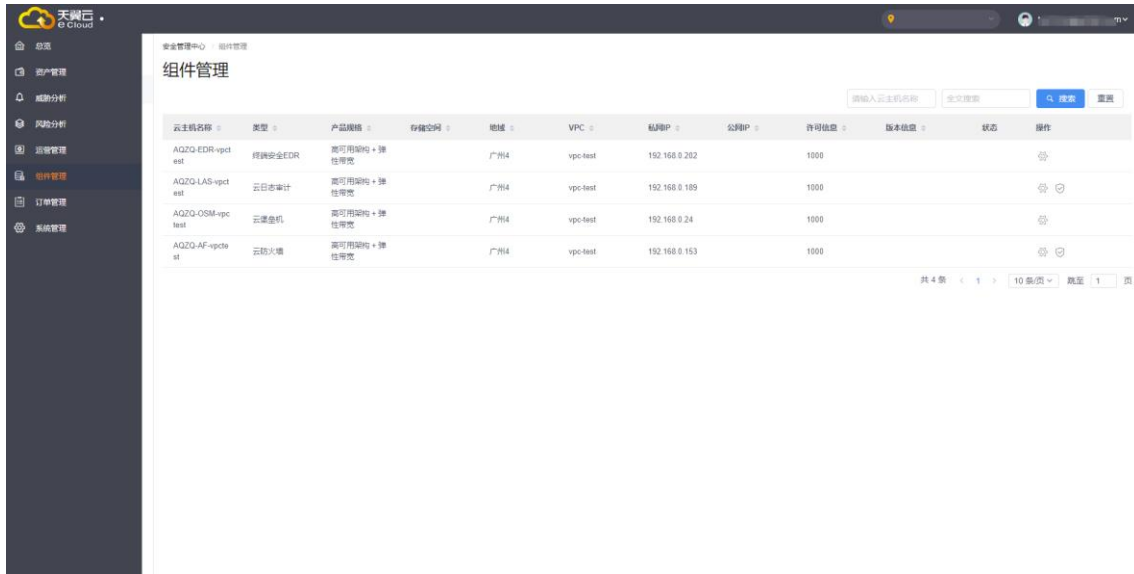 天翼云
e Cloud
总览
资产管理
威胁分析
风险分析
运营管理
组件管理
订单管理
系统管理
安全管理中心 组件管理
组件管理
请输入云主机名称 全文搜索 搜索 重置
云主机名称 类型 产品规格 存储空间 地域 VPC 私网IP 公网IP 许可信息 版本信息 状态 操作
AQZQ-EDR-vpct
est
终端安全EDR
高可用架构 + 弹
性带宽
广州4 vpc-test 192.168.0.202 1000
AQZQ-LAS-vpct
est
云日志审计
高可用架构 + 弹
性带宽
广州4 vpc-test 192.168.0.189 1000
AQZQ-OSM-vpc
test
云堡垒机
高可用架构 + 弹
性带宽
广州4 vpc-test 192.168.0.24 1000
AQZQ-AF-vpcte
st
云防火墙
高可用架构 + 弹
性带宽
广州4 vpc-test 192.168.0.153 1000
共 4 条 1 10 条/页 跳至 1 页